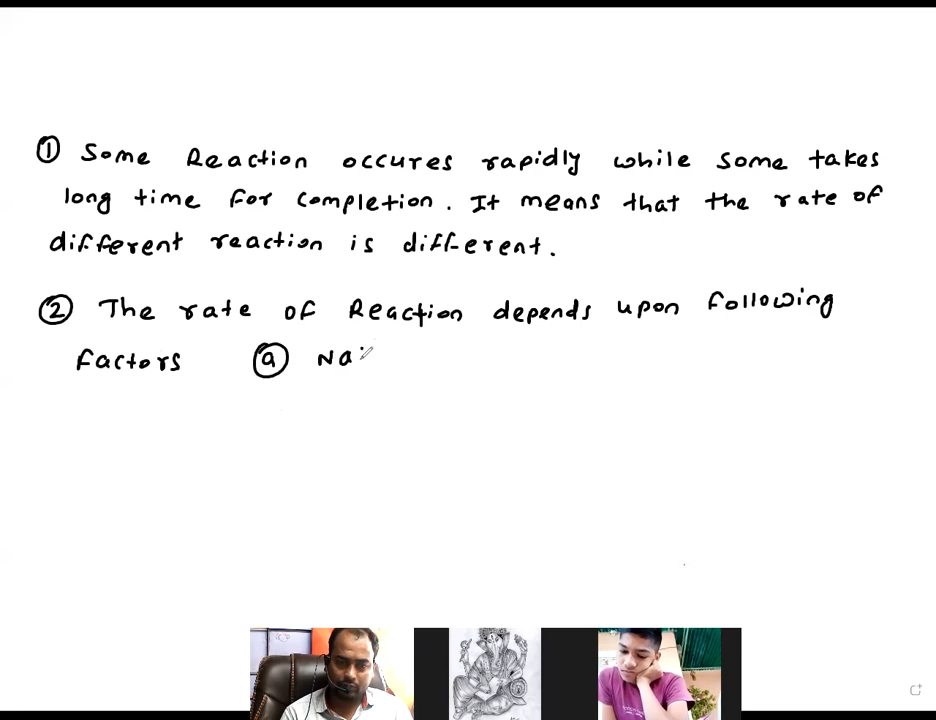 ① Some Reaction occures rapidly while some takes
long time for completion. It means that the rate of
different reaction is different.
② The rate of Reaction depends upon following
factors ⓐ Na